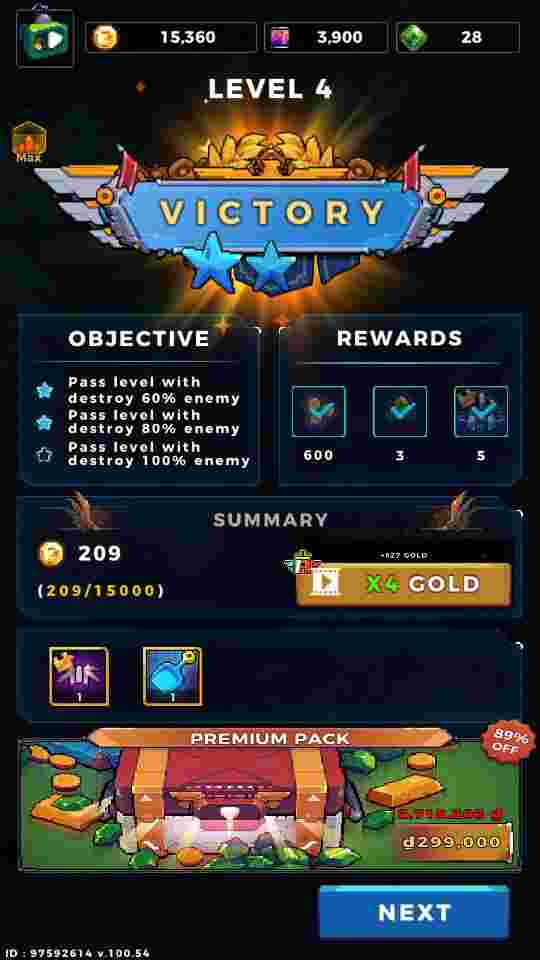 15,360
3,900
28
LEVEL 4
Max
VICTORY
OBJECTIVE
Pass level with
destroy 60% enemy
Pass level with
destroy 80% enemy
Pass level with
destroy 100% enemy
REWARDS
600
3
5
SUMMARY
209
(209/15000)
+827 GOLD
X4 GOLD
1
1
PREMIUM PACK
89%
OFF
đ299,000
NEXT
ID : 97592614 v.100.54